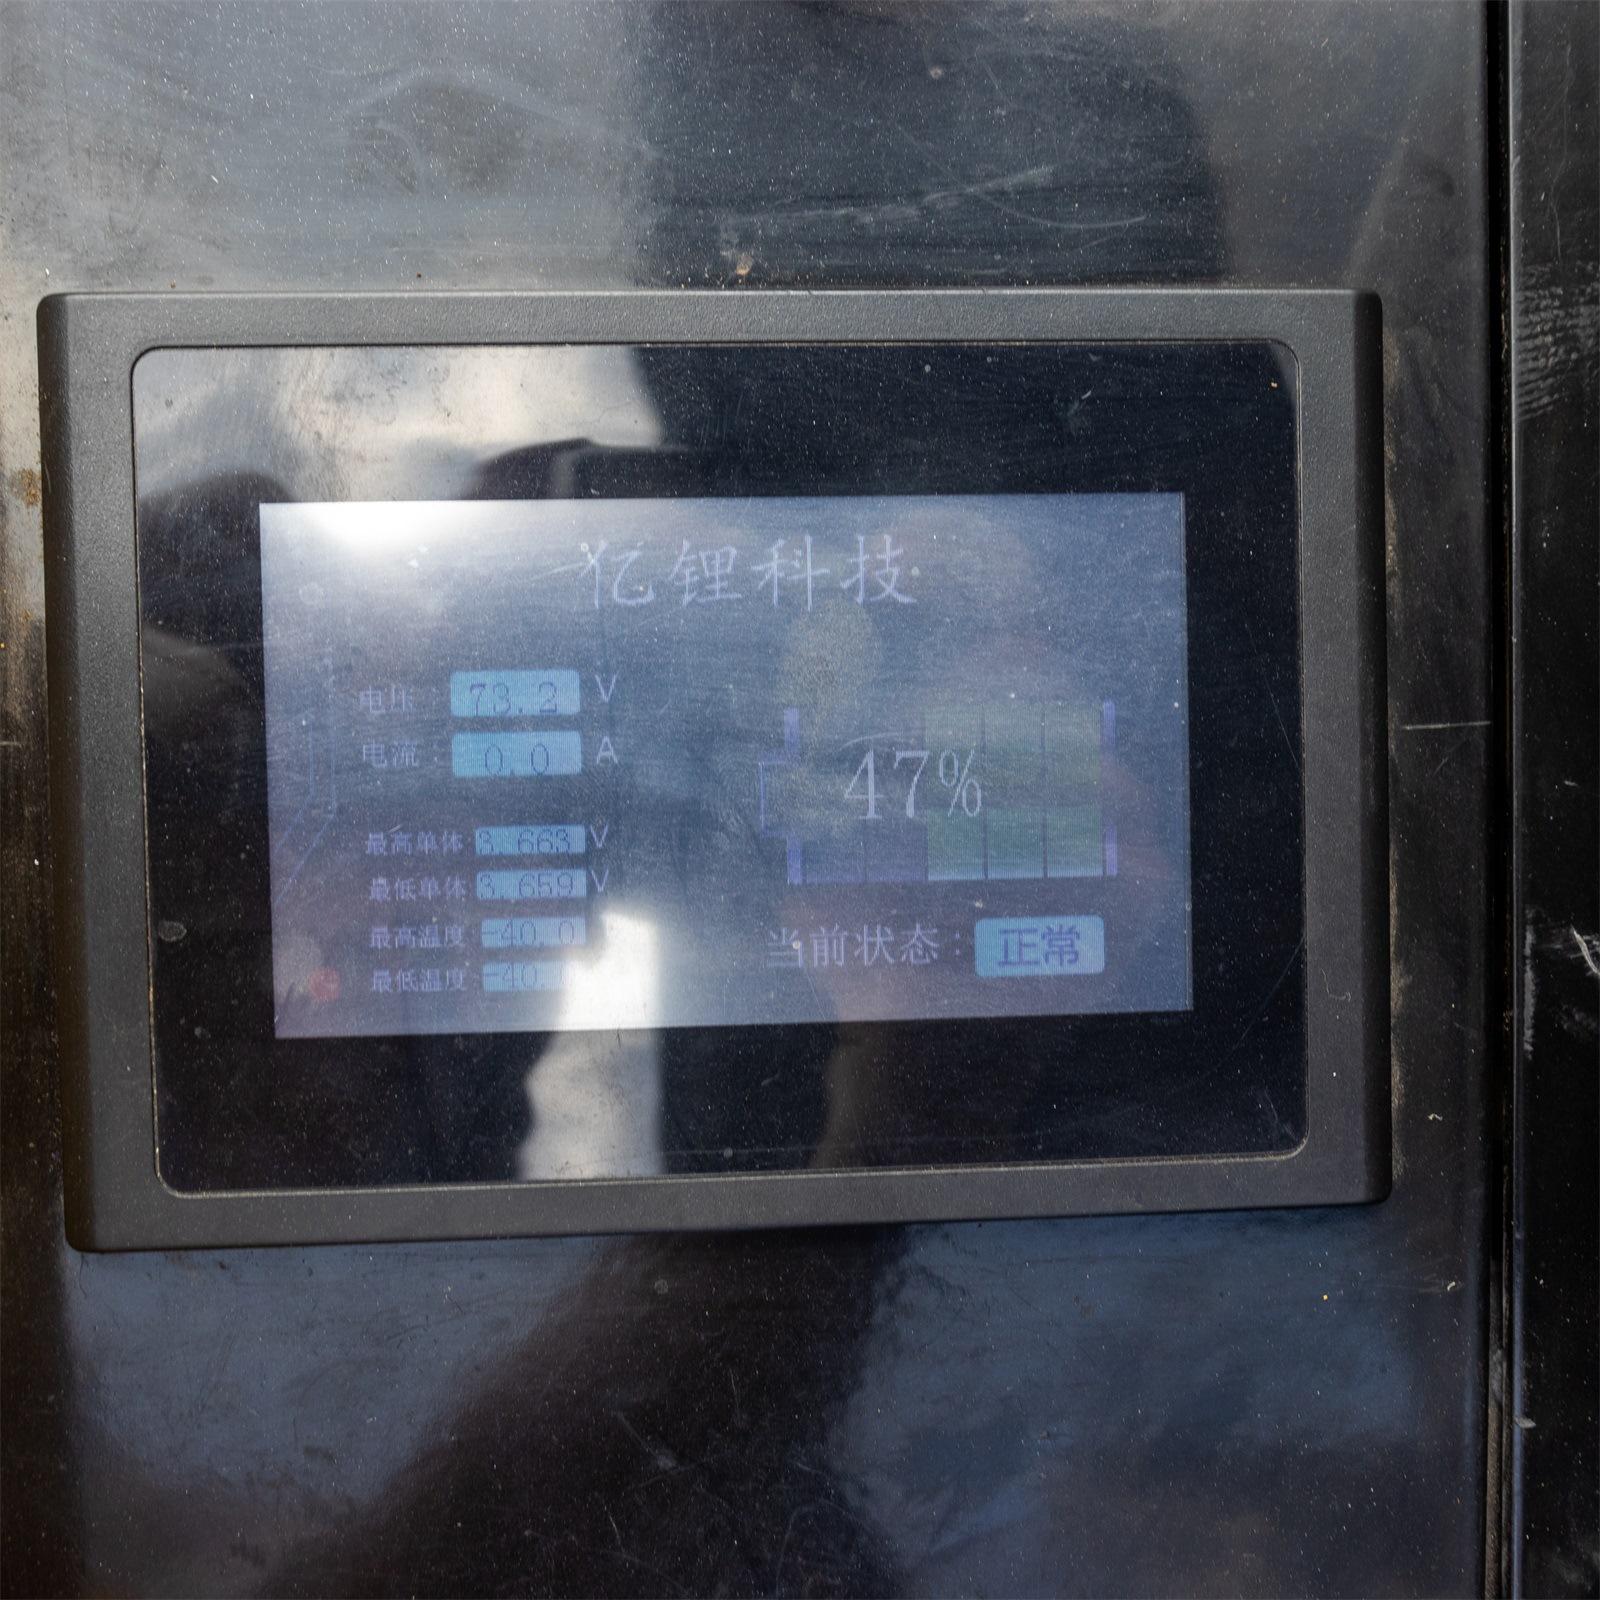 亿锂科技
电压 : 73.2 V
电流 : 0.0 A
最高单体 3.663 V
最低单体 3.659 V
最高温度 -40.0
最低温度 -40.
47%
当前状态: 正常